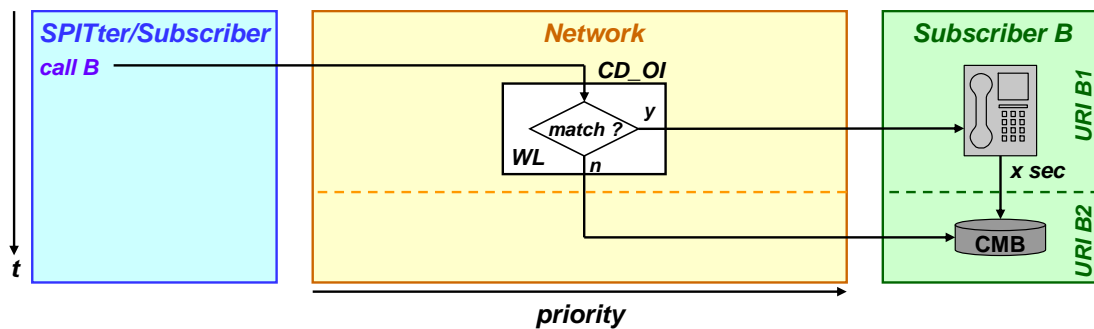 SPITter/Subscriber
Network
Subscriber B
call B
CD_OI
URI B1
match ?
y
WL
n
x sec
CMB
URI B2
t
priority